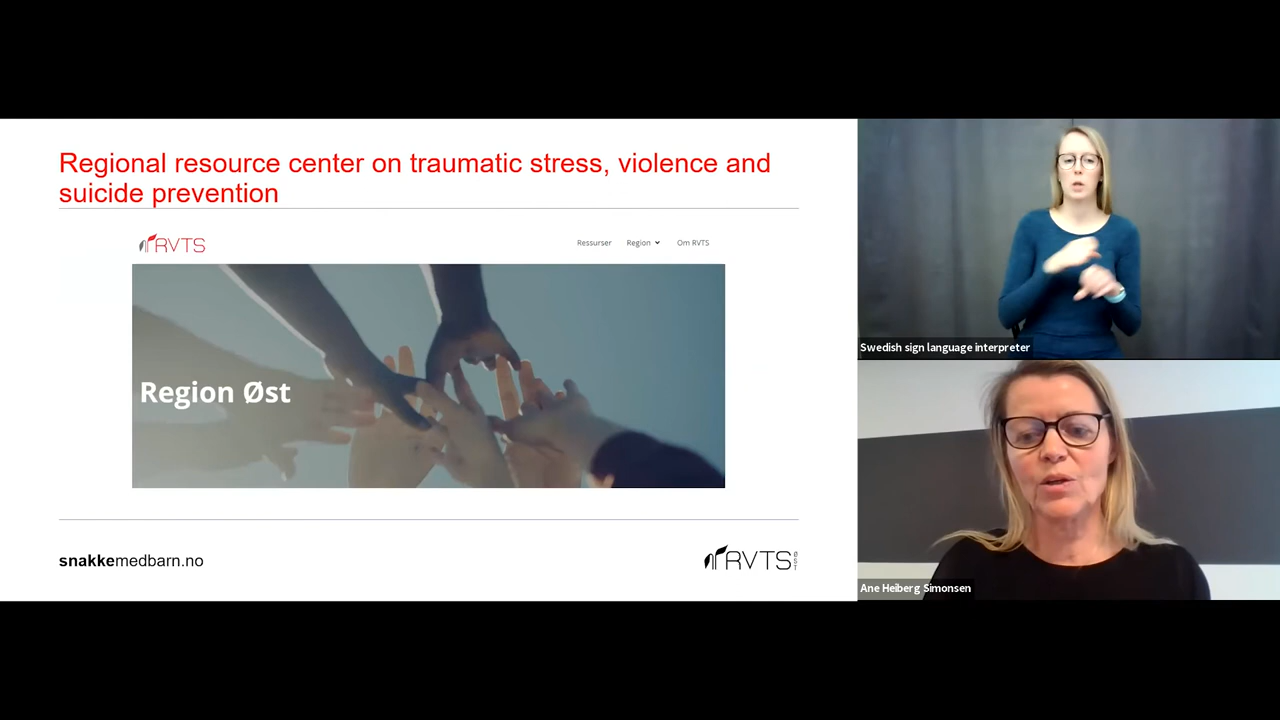 Regional resource center on traumatic stress, violence and
suicide prevention
RVTS
Ressurser Region Om RVTS
Region Øst
snakkemedbarn.no
RVTS
Swedish sign language interpreter
Ane Heiberg Simonsen